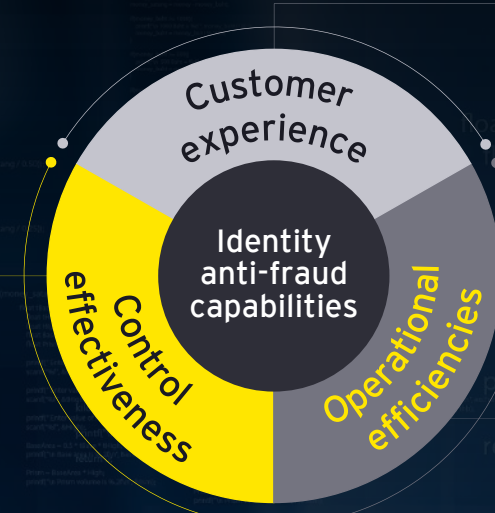 Customer
experience
Identity
anti-fraud
capabilities
Control
effectiveness
Operational
efficiencies